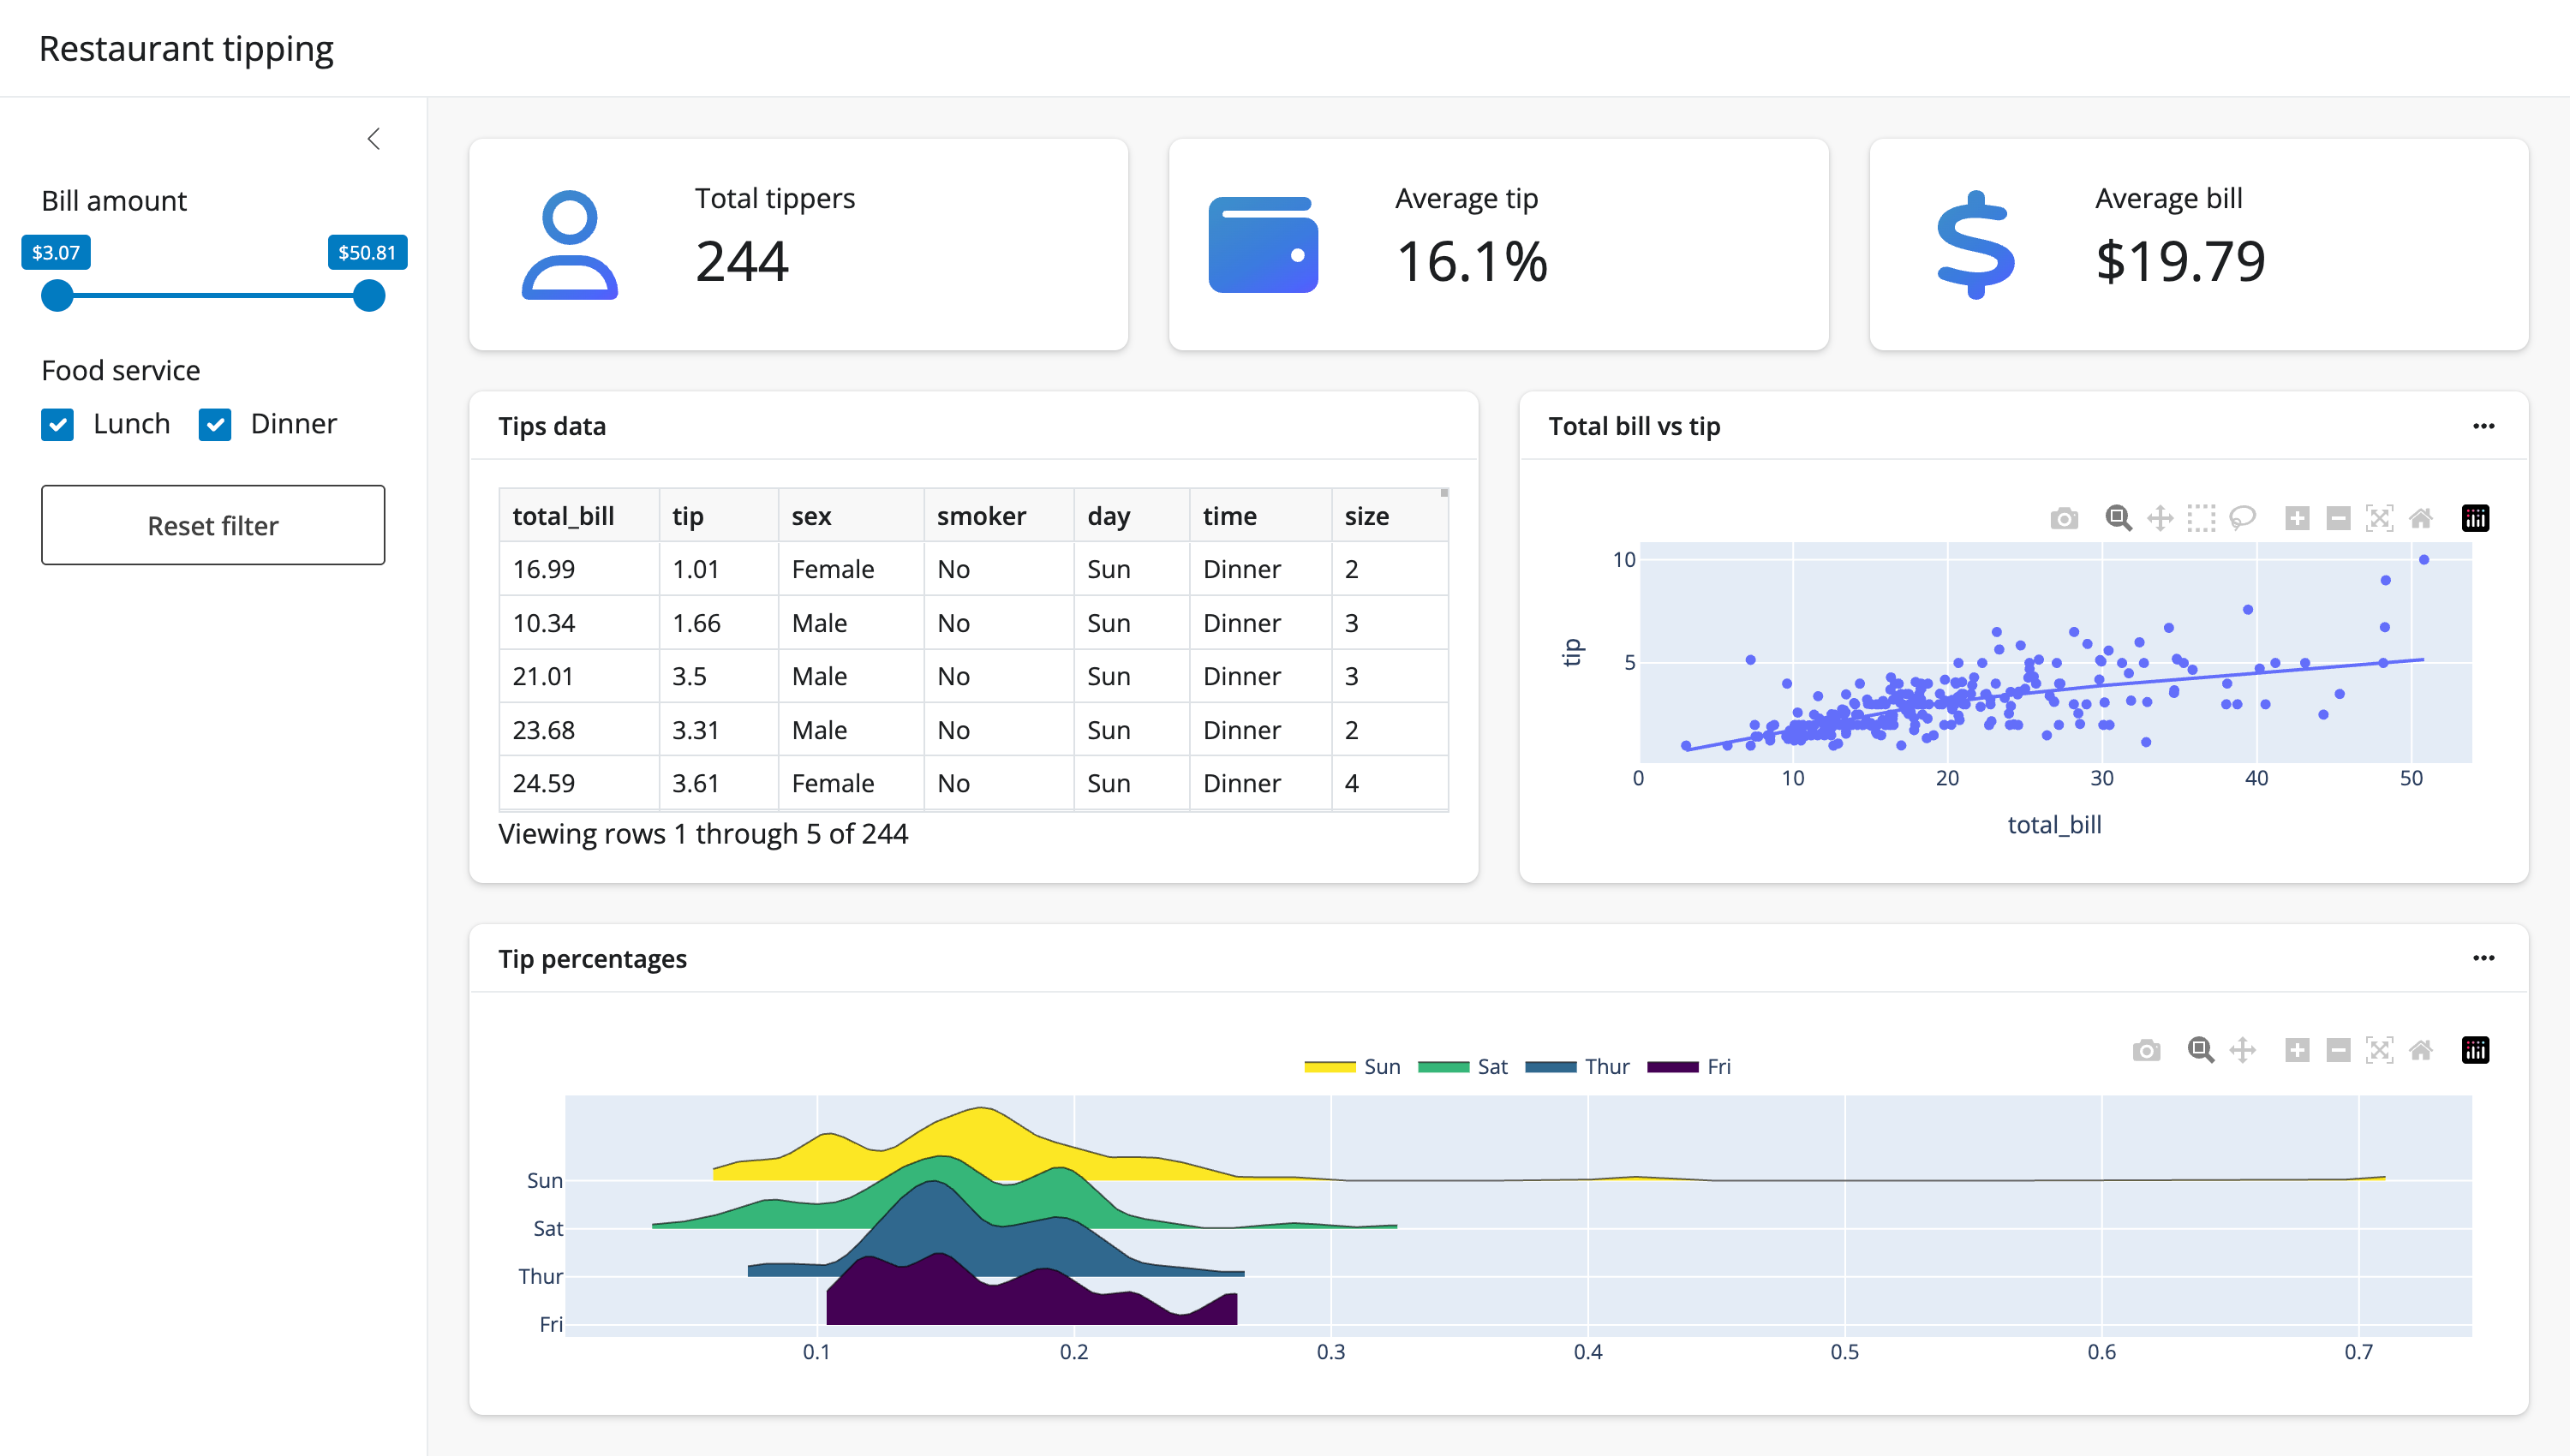 Restaurant tipping
Bill amount
$3.07 $50.81
Food service
Lunch Dinner
Reset filter
Total tippers
244
Average tip
16.1%
Average bill
$19.79
Tips data
total_bill tip sex smoker day time size
16.99 1.01 Female No Sun Dinner 2
10.34 1.66 Male No Sun Dinner 3
21.01 3.5 Male No Sun Dinner 3
23.68 3.31 Male No Sun Dinner 2
24.59 3.61 Female No Sun Dinner 4
Viewing rows 1 through 5 of 244
Total bill vs tip
10
5
tip
0 10 20 30 40 50
total_bill
Tip percentages
Sun Sat Thur Fri
Sun
Sat
Thur
Fri
0.1 0.2 0.3 0.4 0.5 0.6 0.7